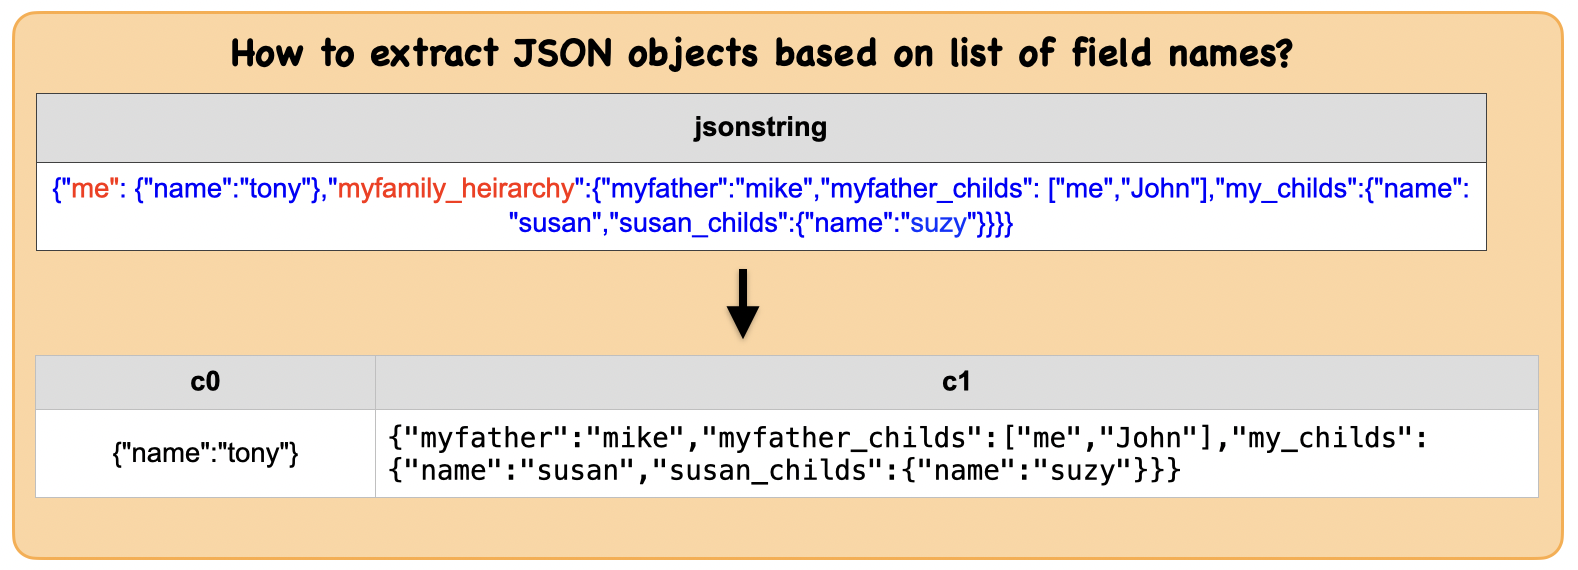 How to extract JSON objects based on list of field names?
jsonstring
{"me": {"name":"tony"},"myfamily_heirarchy":{"myfather":"mike","myfather_childs": ["me","John"],"my_childs":{"name":
"susan","susan_childs":{"name":"suzy"}}}}
c0
c1
{"name":"tony"}
{"myfather":"mike","myfather_childs":["me","John"],"my_childs":
{"name":"susan","susan_childs":{"name":"suzy"}}}